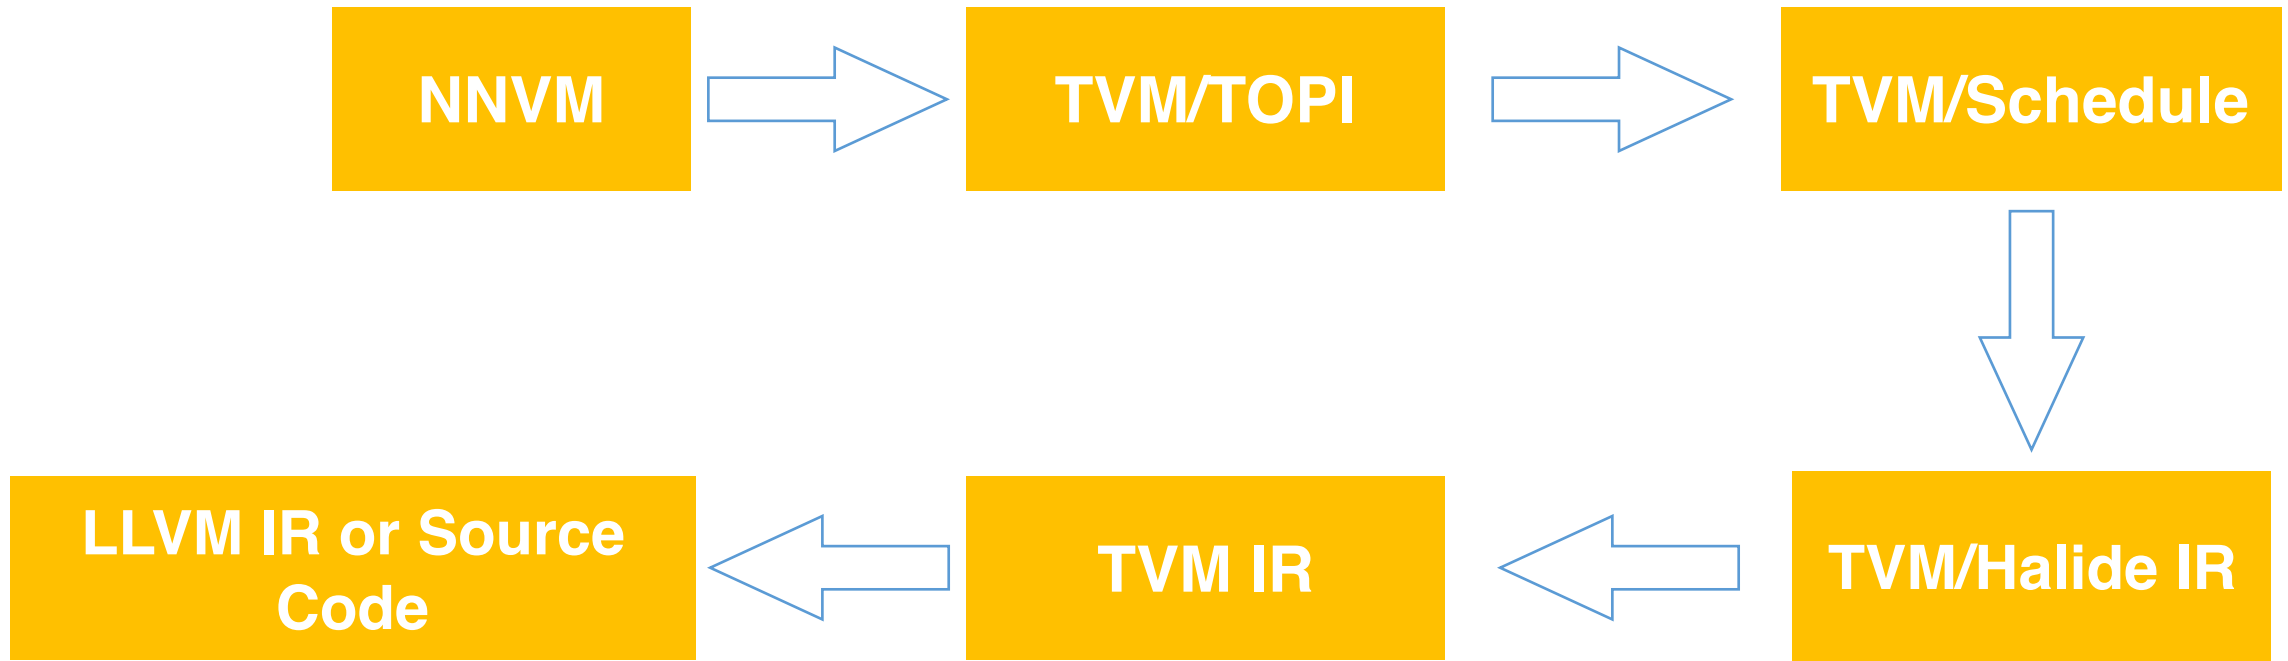 NNVM
TVM/TOPI
TVM/Schedule
LLVM IR or Source
Code
TVM IR
TVM/Halide IR